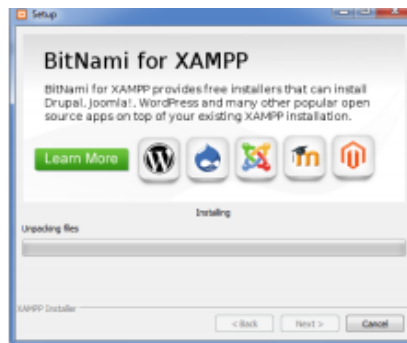 Setup
BitNami for XAMPP
BitNami for XAMPP provides free installers that can install
Drupal, Joomla!, WordPress and many other popular open
source apps on top of your existing XAMPP installation.
Learn More
Installing
Unpacking files
XAMPP Installer
< Back Next > Cancel